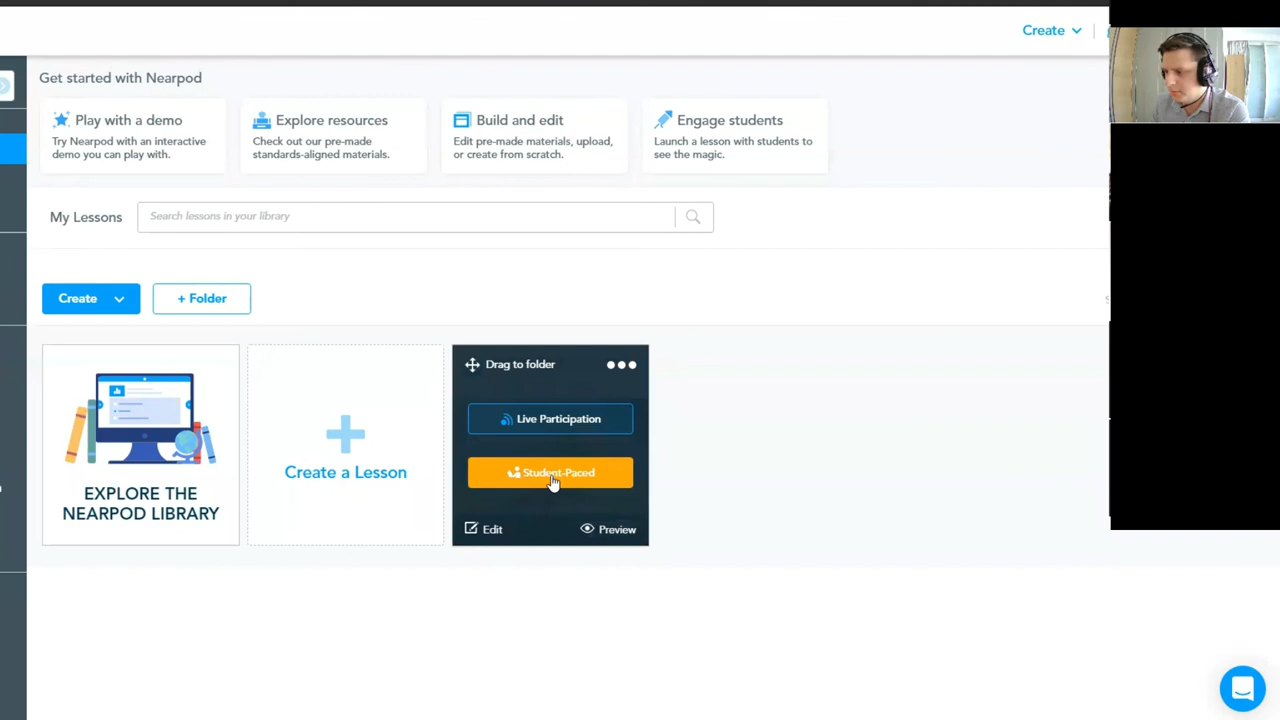 Create
Get started with Nearpod
Play with a demo
Try Nearpod with an interactive
demo you can play with.
Explore resources
Check out our pre-made
standards-aligned materials.
Build and edit
Edit pre-made materials, upload,
or create from scratch.
Engage students
Launch a lesson with students to
see the magic.
My Lessons
Search lessons in your library
Create
+ Folder
EXPLORE THE
NEARPOD LIBRARY
Create a Lesson
Drag to folder
Live Participation
Student-Paced
Edit
Preview